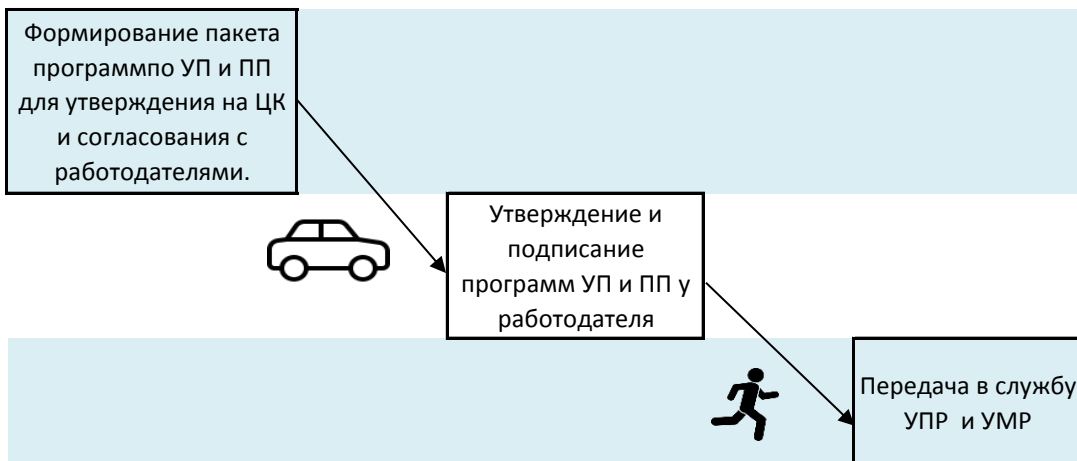 Формирование пакета
программпо УП и ПП
для утверждения на ЦК
и согласования с
работодателями.
Утверждение и
подписание
программ УП и ПП у
работодателя
Передача в службу
УПР и УМР